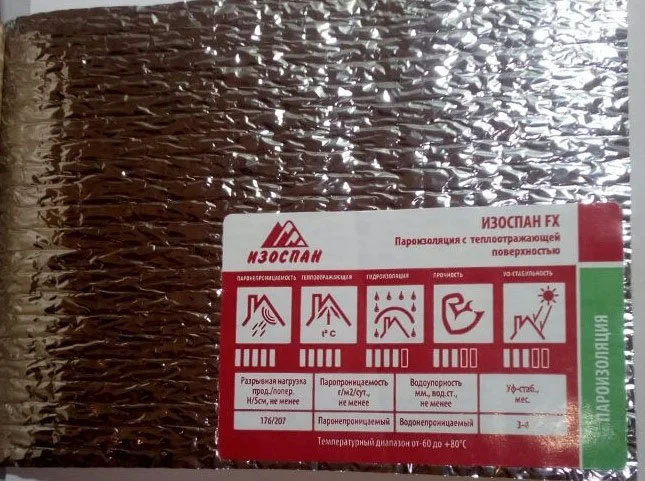 ИЗОСПАН
ИЗОСПАН FX
Пароизоляция с теплоотражающей
поверхностью
ПАРОНЕПРОНИЦАЕМОСТЬ ТЕПЛООТРАЖАЮЩАЯ ГИДРОИЗОЛЯЦИЯ ПРОЧНОСТЬ УФ-СТАБИЛЬНОСТЬ
t° C
Разрывная нагрузка
прод./попер.
Н/5см, не менее
Паропроницаемость
г/м2/сут.,
не менее
Водоупорность
мм., вод.ст.,
не менее
Уф-стаб.,
мес.
176/207 Паронепроницаемый Водонепроницаемый 3-4
Температурный диапазон от-60 до +80°С
ПАРОИЗОЛЯЦИЯ